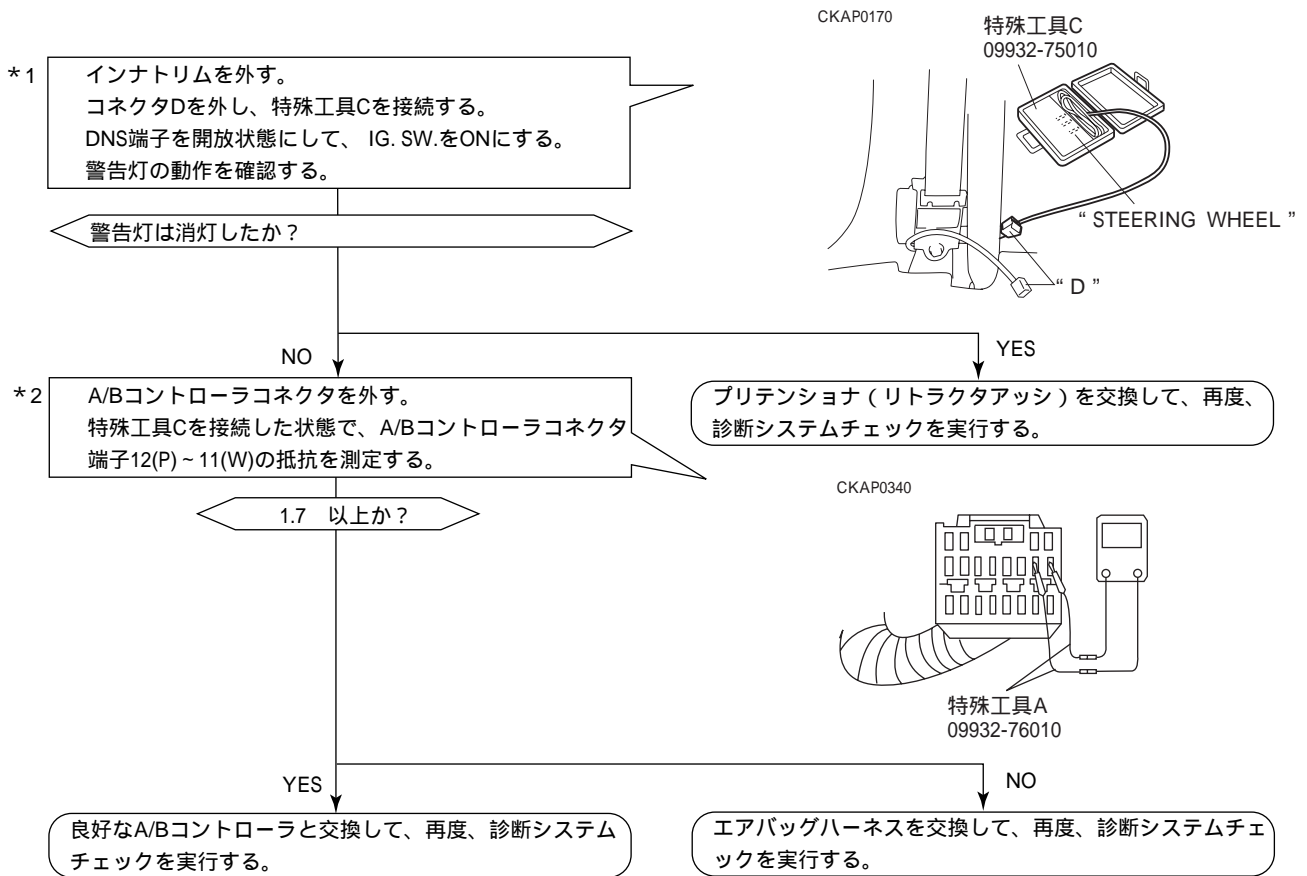 CKAP0170
特殊工具C
09932-75010
*1
インナトリムを外す。
コネクタDを外し、特殊工具Cを接続する。
DNS端子を開放状態にして、 IG. SW.をONにする。
警告灯の動作を確認する。
“ STEERING WHEEL ”
警告灯は消灯したか?
“ D ”
NO
YES
*2
A/Bコントローラコネクタを外す。
特殊工具Cを接続した状態で、A/Bコントローラコネクタ
端子12(P) ~ 11(W)の抵抗を測定する。
プリテンショナ ( リトラクタアッシ ) を交換して、再度、
診断システムチェックを実行する。
1.7 以上か?
CKAP0340
特殊工具A
09932-76010
YES
NO
良好なA/Bコントローラと交換して、再度、診断システム
チェックを実行する。
エアバッグハーネスを交換して、再度、診断システムチェ
ックを実行する。